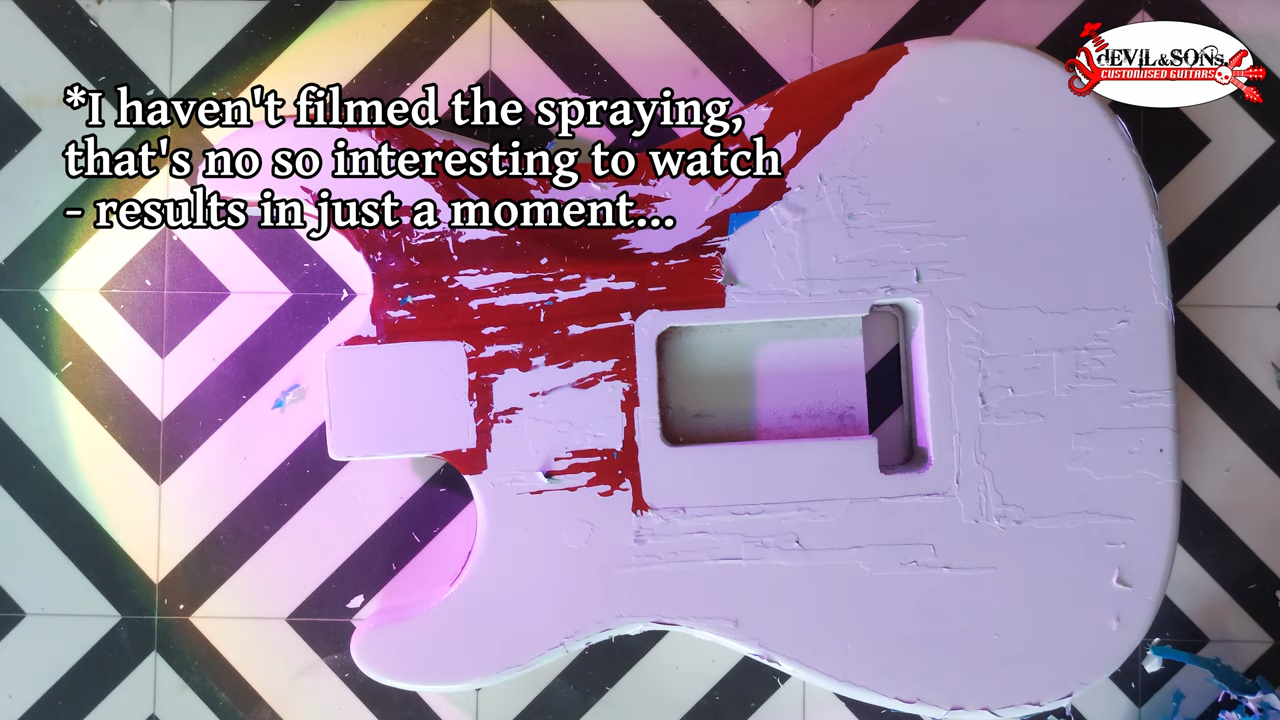 *I haven't filmed the spraying,
that's no so interesting to watch
- results in just a moment...
dEVIL&SONs.
CUSTOMISED GUITARS